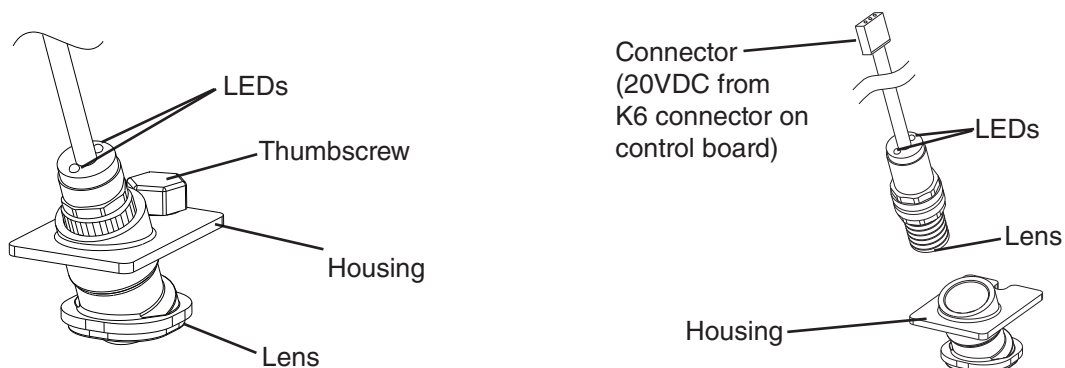 LEDs
Thumbscrew
Housing
Lens
Connector
(20VDC from
K6 connector on
control board)
LEDs
Lens
Housing